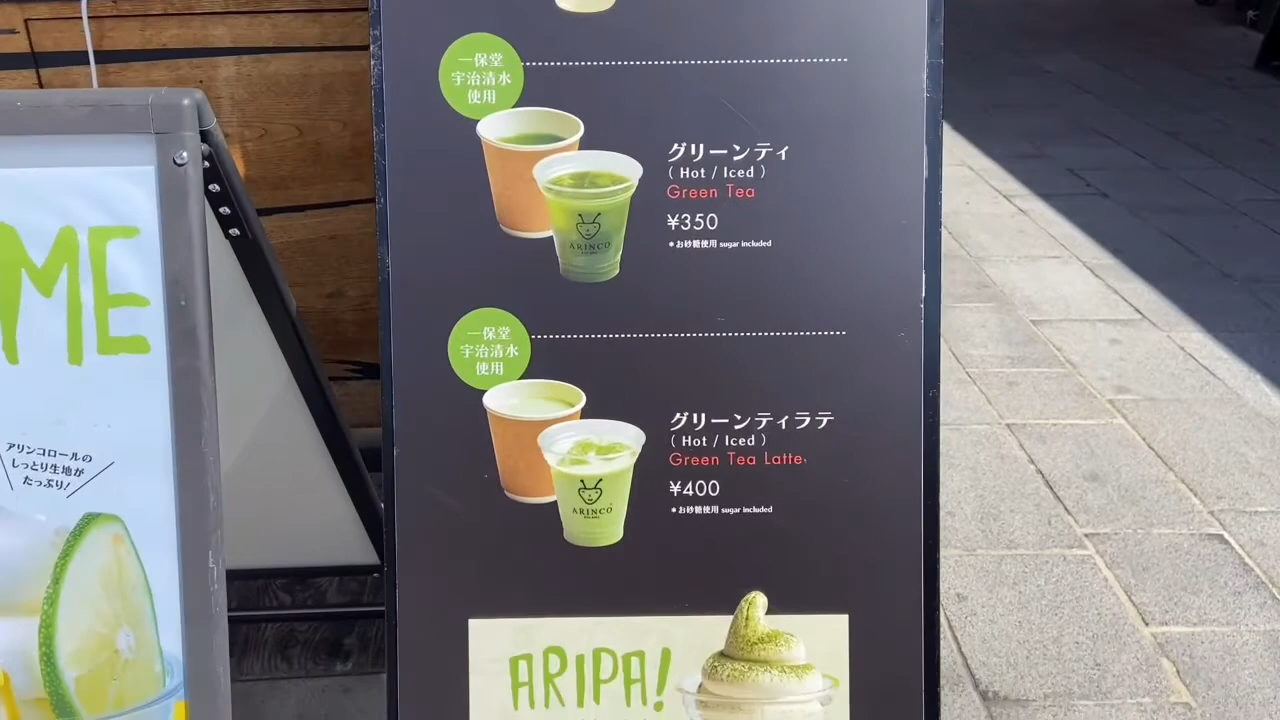 一保堂
宇治清水
使用
グリーンティ
( Hot / Iced )
Green Tea
¥350
*お砂糖使用 sugar included
ARINCO
一保堂
宇治清水
使用
グリーンティラテ
( Hot / Iced )
Green Tea Latte
¥400
*お砂糖使用 sugar included
ARINCO
ARIPA!
ME
アリンコロールの
しっとり生地が
たっぷり!